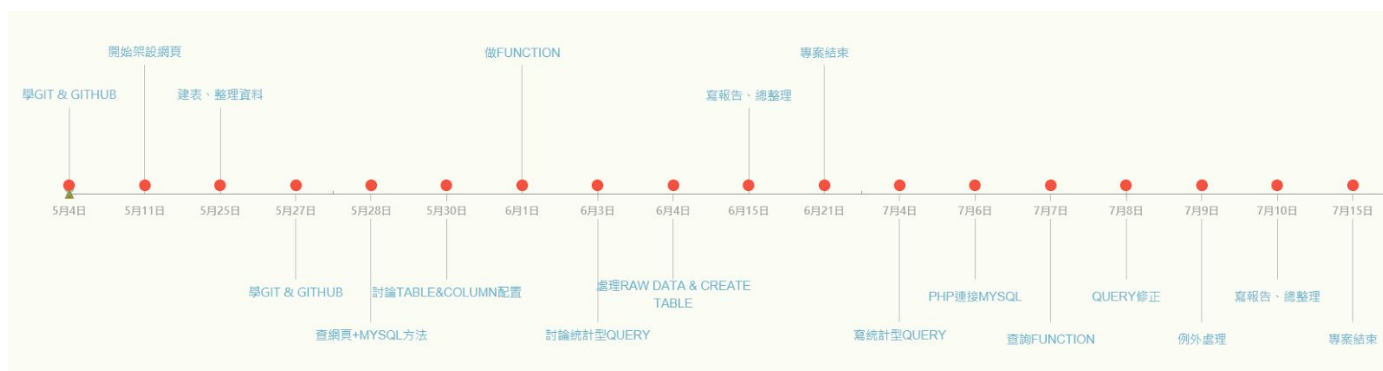 開始架設網頁
做FUNCTION
專案結束
學GIT & GITHUB
建表、整理資料
寫報告、總整理
5月4日
5月11日
5月25日
5月27日
5月28日
5月30日
6月1日
6月3日
6月4日
6月15日
6月21日
7月4日
7月6日
7月7日
7月8日
7月9日
7月10日
7月15日
學GIT & GITHUB
討論TABLE&COLUMN配置
處理RAW DATA & CREATE
TABLE
PHP連接MYSQL
QUERY修正
寫報告、總整理
查網頁+MYSQL方法
討論統計型QUERY
寫統計型QUERY
查詢FUNCTION
例外處理
專案結束